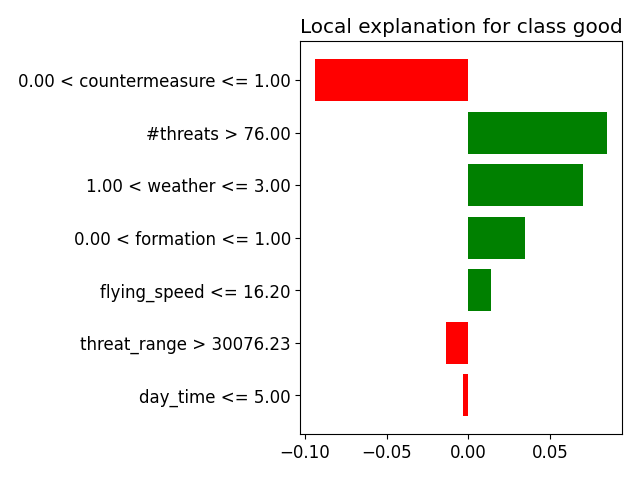 Local explanation for class good
0.00 < countermeasure <= 1.00
#threats > 76.00
1.00 < weather <= 3.00
0.00 < formation <= 1.00
flying_speed <= 16.20
threat_range > 30076.23
day_time <= 5.00
−0.10 −0.05 0.00 0.05